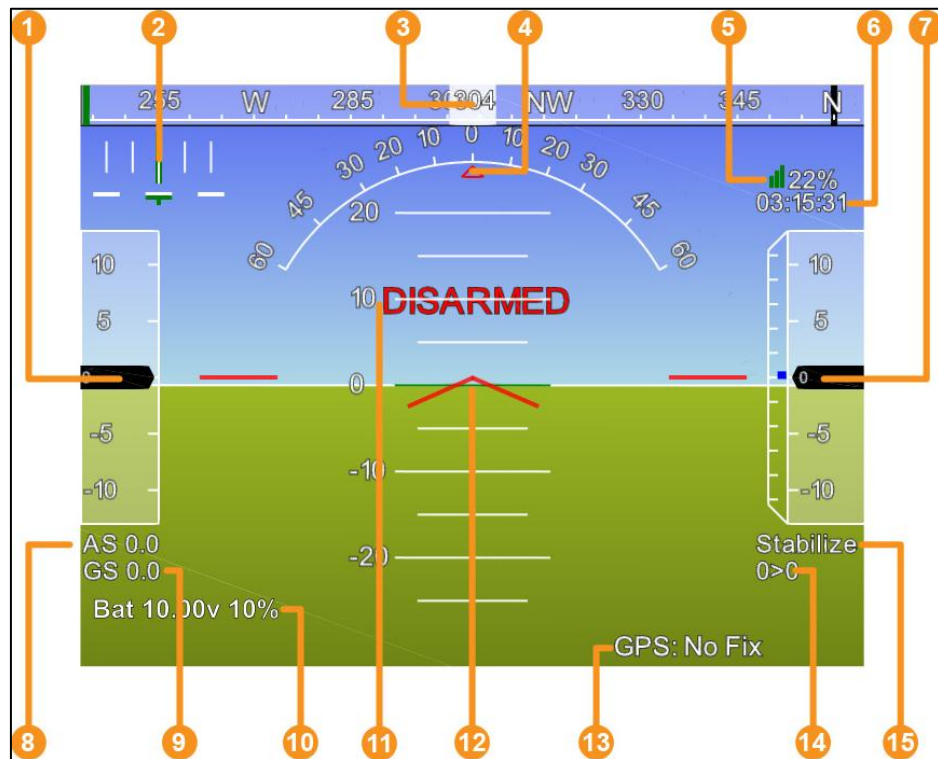 1 2 3 4 5 6 7
255 W 285 304 NW 330 345 N
60 45 30 20 10 0 10 20 30 45 60
22%
03:15:31
20
10 10
10 DISARMED
5 5
0 0 0
-5 -5
-10
-10 -10
AS 0.0 Stabilize
-20
GS 0.0 0>0
Bat 10.00v 10%
GPS: No Fix
8 9 10 11 12 13 14 15